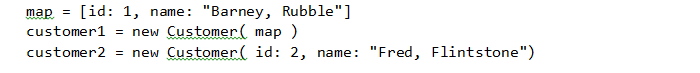 map = [id: 1, name: "Barney, Rubble"]
customer1 = new Customer( map )
customer2 = new Customer( id: 2, name: "Fred, Flintstone")